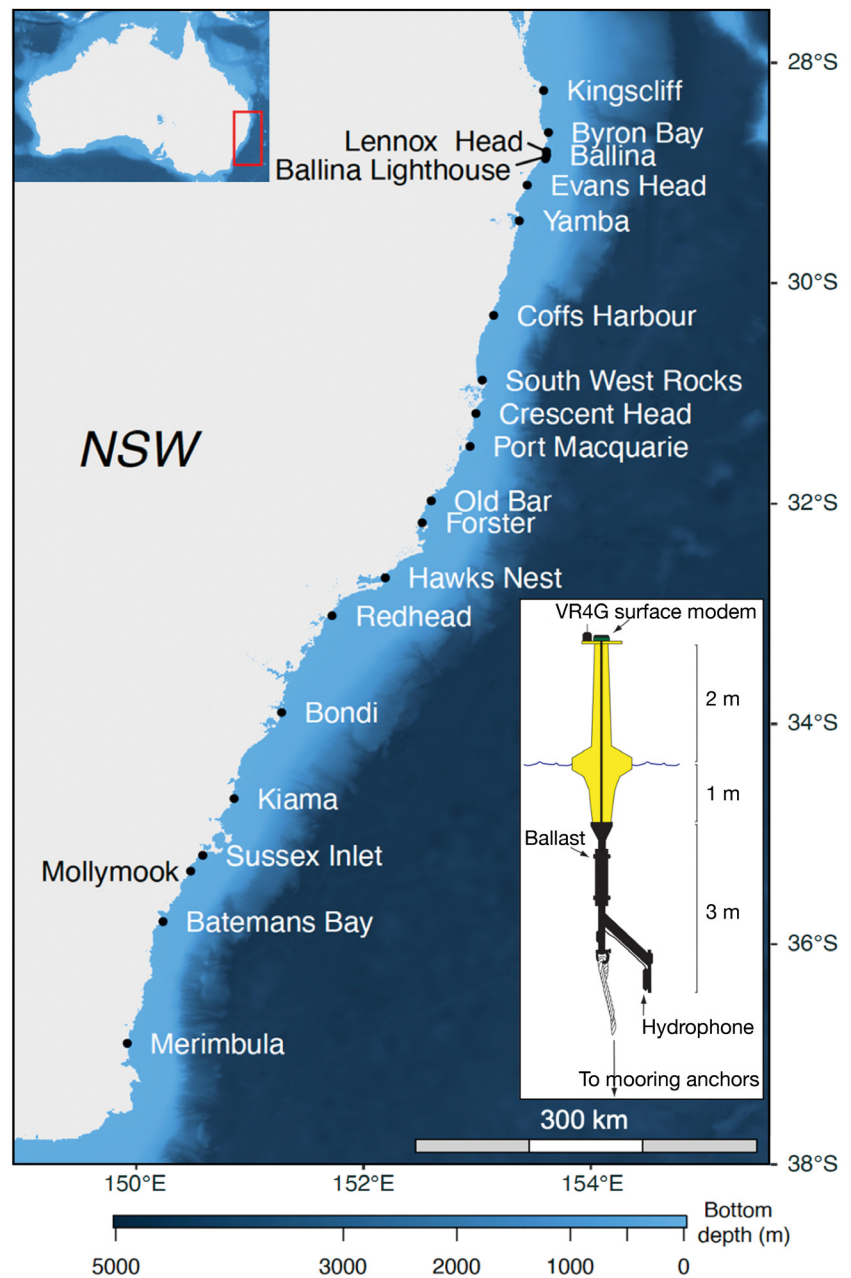 28°S
Kingscliff
Byron Bay
Lennox Head
Ballina
Ballina Lighthouse
Evans Head
Yamba
30°S
Coffs Harbour
South West Rocks
Crescent Head
NSW
Port Macquarie
Old Bar
32°S
Forster
Hawks Nest
Redhead
VR4G surface modem
2 m
Bondi
34°S
1 m
Kiama
Ballast
Sussex Inlet
Mollymook
3 m
Batemans Bay
36°S
Hydrophone
Merimbula
To mooring anchors
300 km
38°S
150°E
152°E
154°E
Bottom
depth (m)
5000
3000
2000
1000
0